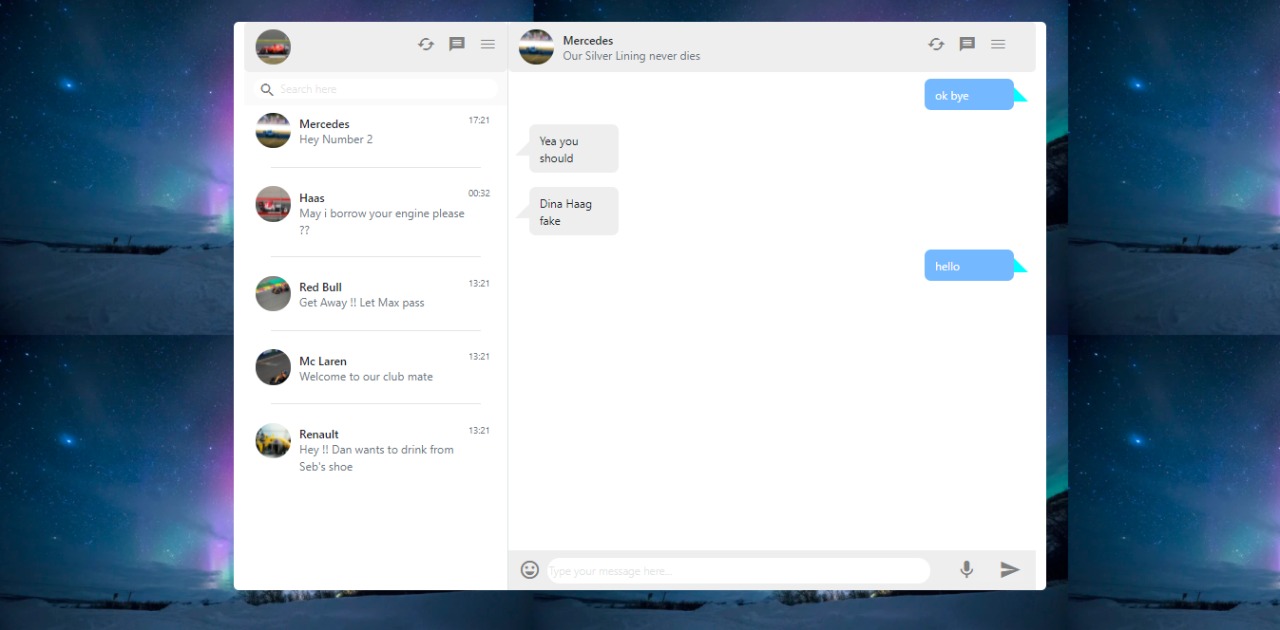 Search here
Mercedes
17:21
Hey Number 2
Haas
00:32
May i borrow your engine please
??
Red Bull
13:21
Get Away !! Let Max pass
Mc Laren
13:21
Welcome to our club mate
Renault
13:21
Hey !! Dan wants to drink from
Seb's shoe
Mercedes
Our Silver Lining never dies
ok bye
Yea you
should
Dina Haag
fake
hello
Type your message here...